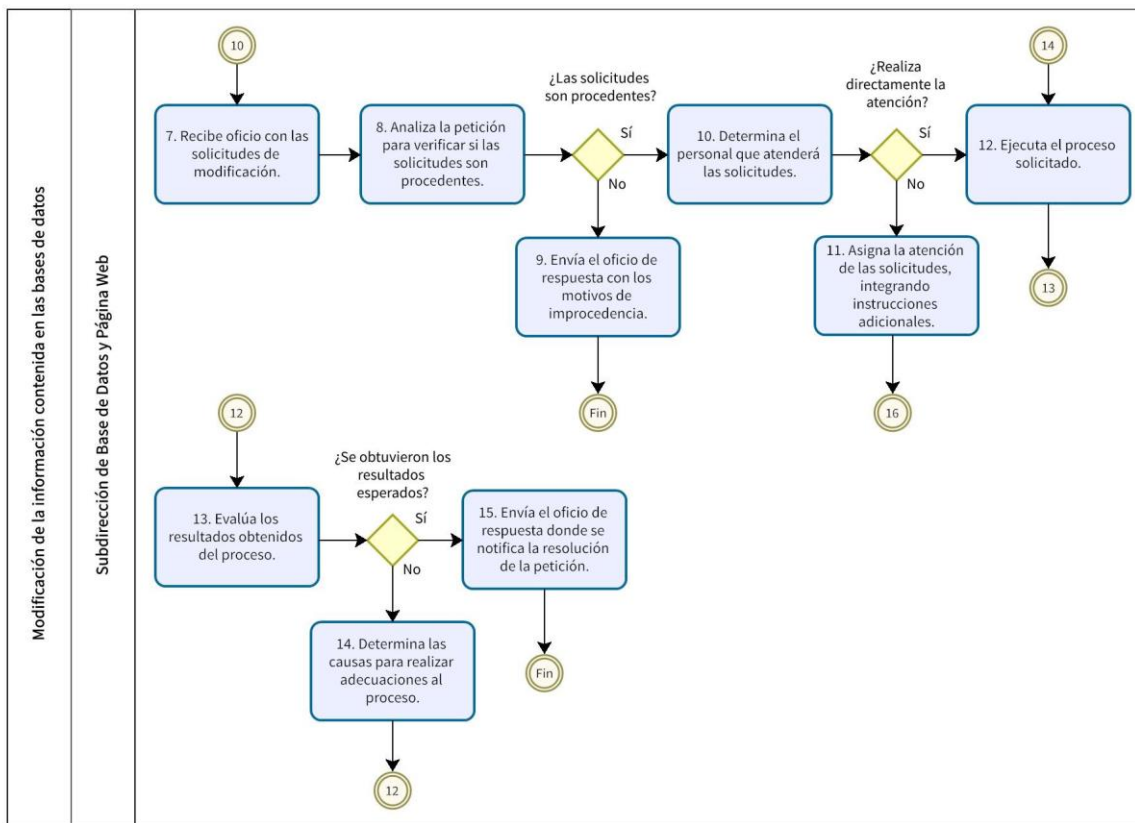 Modificación de la información contenida en las bases de datos
Subdirección de Base de Datos y Página Web
10
14
¿Las solicitudes
son procedentes?
¿Realiza
directamente la
atención?
7. Recibe oficio con las
solicitudes de
modificación.
8. Analiza la petición
para verificar si las
solicitudes son
procedentes.
Sí
No
10. Determina el
personal que atenderá
las solicitudes.
Sí
No
12. Ejecuta el proceso
solicitado.
9. Envía el oficio de
respuesta con los
motivos de
improcedencia.
11. Asigna la atención
de las solicitudes,
integrando
instrucciones
adicionales.
13
Fin
16
12
¿Se obtuvieron los
resultados
esperados?
13. Evalúa los
resultados obtenidos
del proceso.
Sí
No
15. Envía el oficio de
respuesta donde se
notifica la resolución
de la petición.
14. Determina las
causas para realizar
adecuaciones al
proceso.
Fin
12